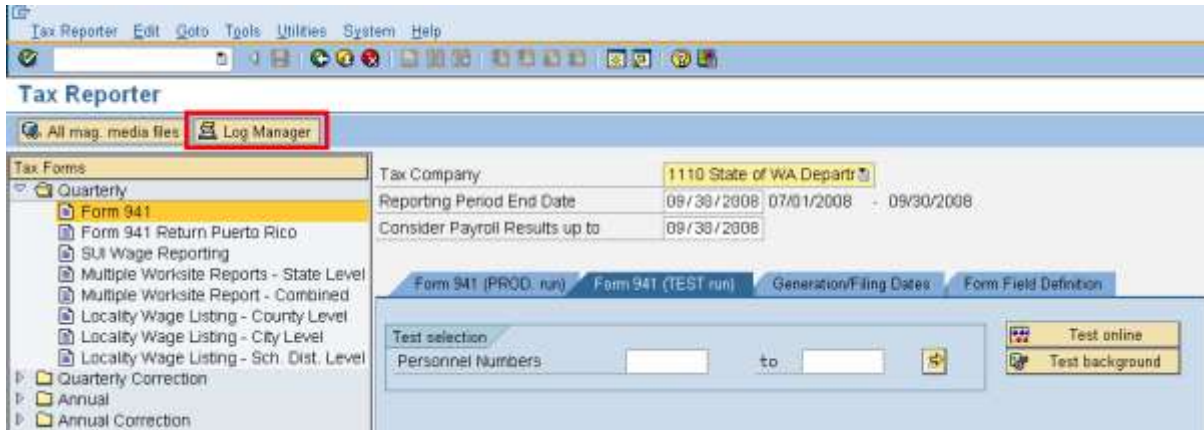 Tax Reporter Edit Goto Tools Utilities System Help
Tax Reporter
All mag. media files Log Manager
Tax Forms
Quarterly
Form 941
Form 941 Return Puerto Rico
SUI Wage Reporting
Multiple Worksite Reports - State Level
Multiple Worksite Report - Combined
Locality Wage Listing - County Level
Locality Wage Listing - City Level
Locality Wage Listing - Sch. Dist. Level
Quarterly Correction
Annual
Annual Correction
Tax Company 1110 State of WA Departr
Reporting Period End Date 09/30/2008 07/01/2008 - 09/30/2008
Consider Payroll Results up to 09/30/2008
Form 941 (PROD. run) Form 941 (TEST run) Generation/Filing Dates Form Field Definition
Test selection
Personnel Numbers to
Test online
Test background